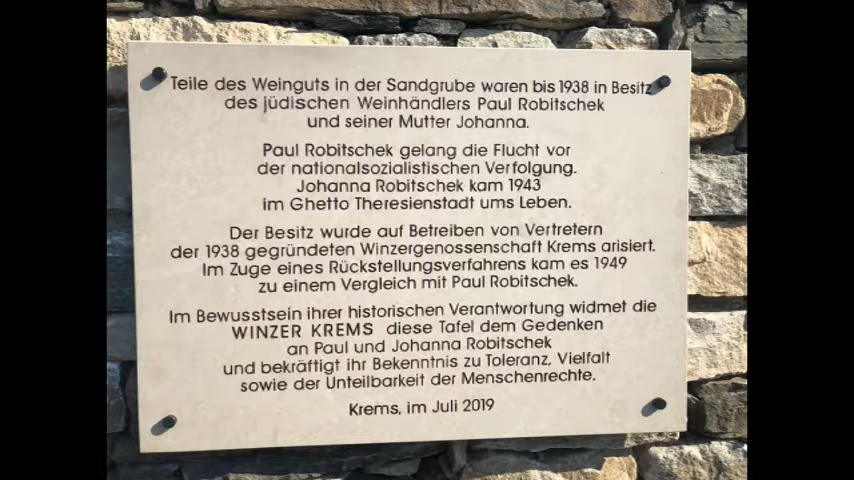 Teile des Weinguts in der Sandgrube waren bis 1938 in Besitz
des jüdischen Weinhändlers Paul Robitschek
und seiner Mutter Johanna.
Paul Robitschek gelang die Flucht vor
der nationalsozialistischen Verfolgung.
Johanna Robitschek kam 1943
im Ghetto Theresienstadt ums Leben.
Der Besitz wurde auf Betreiben von Vertretern
der 1938 gegründeten Winzergenossenschaft Krems arisiert.
Im Zuge eines Rückstellungsverfahrens kam es 1949
zu einem Vergleich mit Paul Robitschek.
Im Bewusstsein ihrer historischen Verantwortung widmet die
WINZER KREMS diese Tafel dem Gedenken
an Paul und Johanna Robitschek
und bekräftigt ihr Bekenntnis zu Toleranz, Vielfalt
sowie der Unteilbarkeit der Menschenrechte.
Krems, im Juli 2019